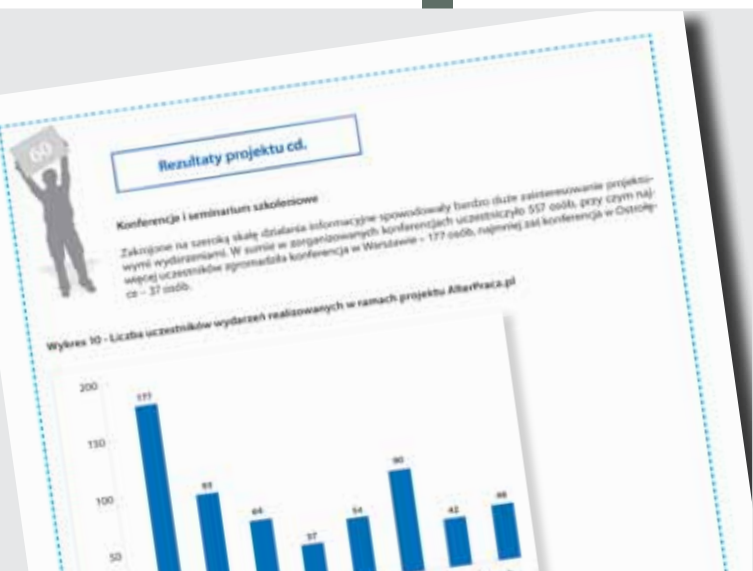 60
Rezultaty projektu cd.
Konferencje i seminarium szkoleniowe
Zakrojone na szeroką skalę działania informacyjne spowodowały bardzo duże zainteresowanie projekto-
wymi wydarzeniami. W sumie w zorganizowanych konferencjach uczestniczyło 557 osób, przy czym naj-
więcej uczestników zgromadziła konferencja w Warszawie – 177 osób, najmniej zaś konferencja w Ostrołę-
ce – 37 osób.
Wykres 10 - Liczba uczestników wydarzeń realizowanych w ramach projektu AlterPraca.pl
200
177
150
90
93
100
64
54
37
42
48
50